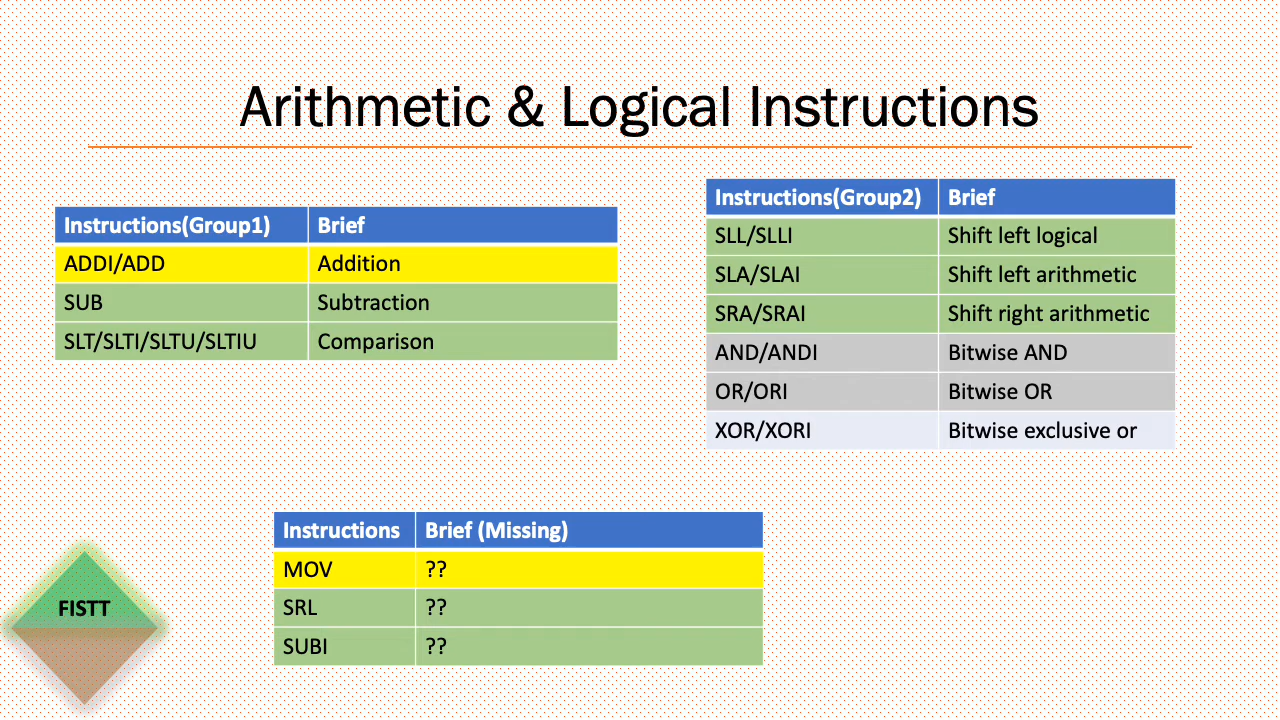 Arithmetic & Logical Instructions
Instructions(Group1) Brief
ADDI/ADD Addition
SUB Subtraction
SLT/SLTI/SLTU/SLTIU Comparison
Instructions(Group2) Brief
SLL/SLLI Shift left logical
SLA/SLAI Shift left arithmetic
SRA/SRAI Shift right arithmetic
AND/ANDI Bitwise AND
OR/ORI Bitwise OR
XOR/XORI Bitwise exclusive or
Instructions Brief (Missing)
MOV ??
SRL ??
SUBI ??
FISTT